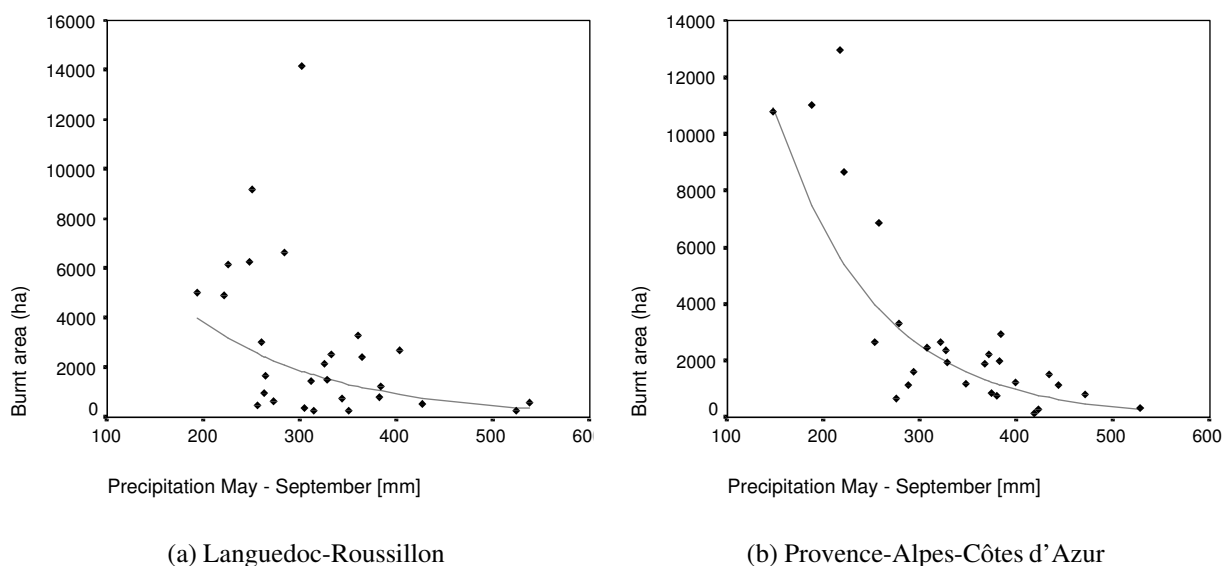 16000
14000
12000
10000
8000
6000
4000
2000
0
Burnt area (ha)
100 200 300 400 500 600
Precipitation May - September [mm]
(a) Languedoc-Roussillon
14000
12000
10000
8000
6000
4000
2000
0
Burnt area (ha)
100 200 300 400 500 600
Precipitation May - September [mm]
(b) Provence-Alpes-Côtes d'Azur